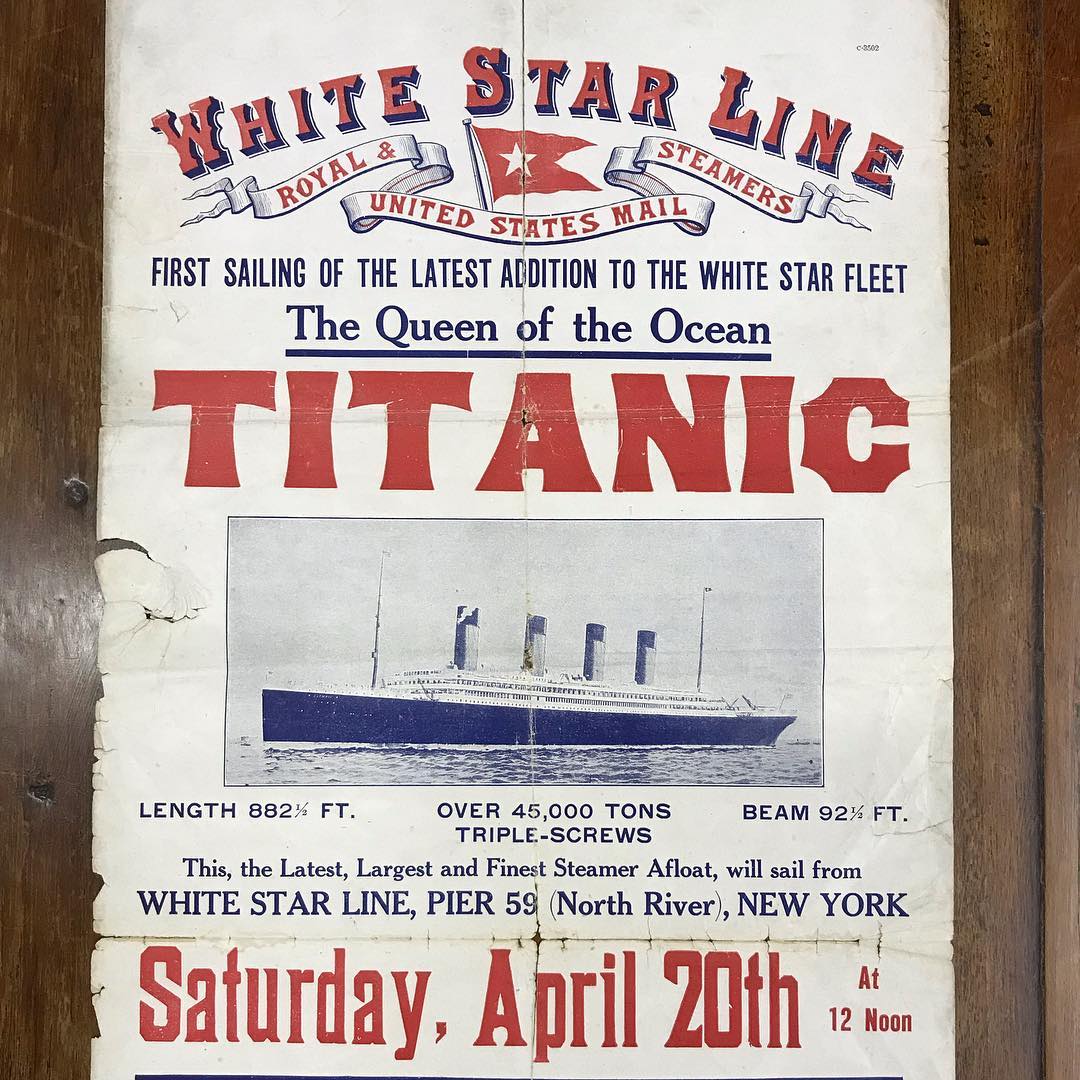 C-3502
WHITE STAR LINE
ROYAL & UNITED STATES MAIL STEAMERS
FIRST SAILING OF THE LATEST ADDITION TO THE WHITE STAR FLEET
The Queen of the Ocean
TITANIC
LENGTH 882½ FT. OVER 45,000 TONS BEAM 92½ FT.
TRIPLE-SCREWS
This, the Latest, Largest and Finest Steamer Afloat, will sail from
WHITE STAR LINE, PIER 59 (North River), NEW YORK
Saturday, April 20th At
12 Noon